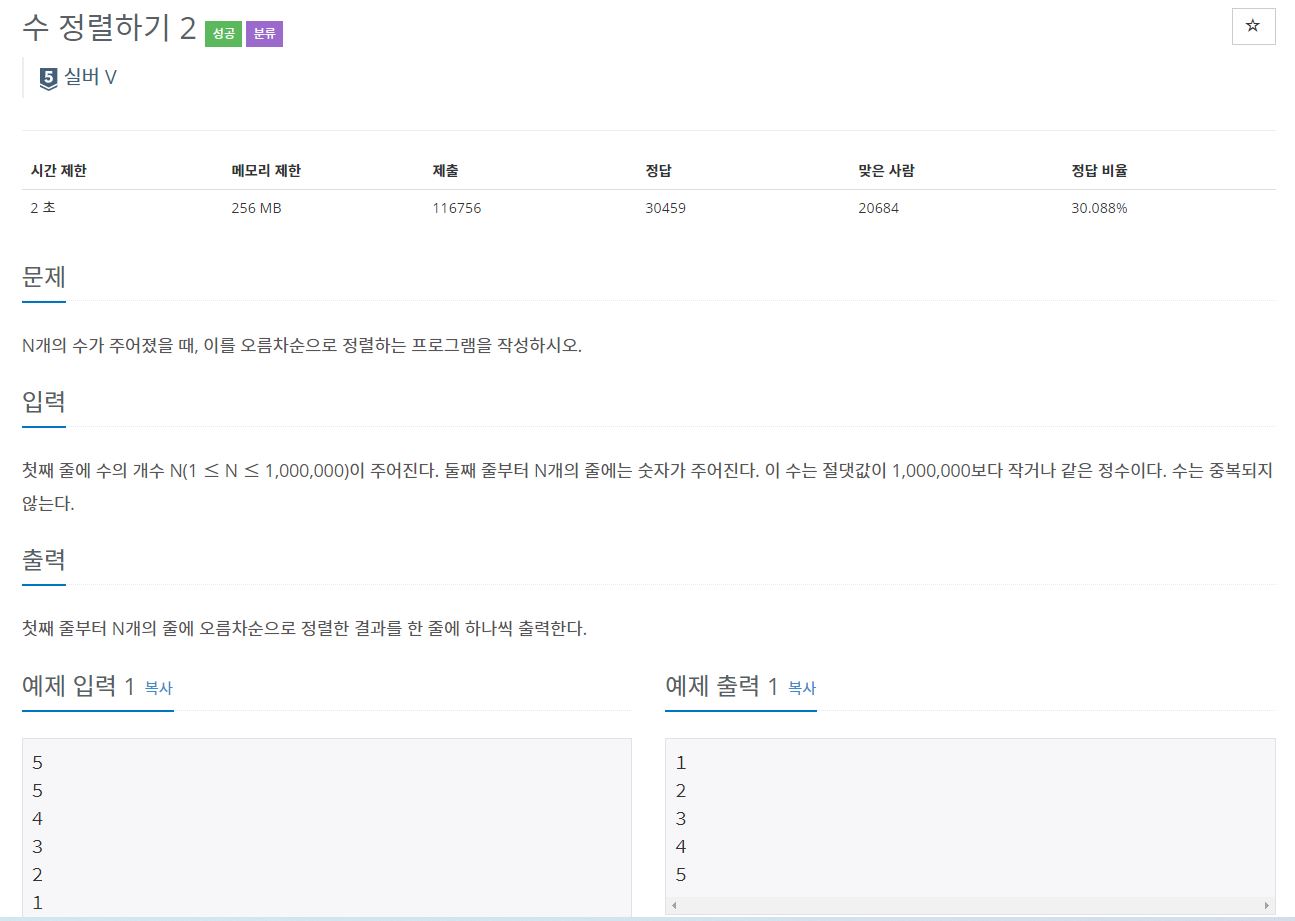 수 정렬하기 2 성공 분류
☆
5 실버 V
시간 제한 메모리 제한 제출 정답 맞은 사람 정답 비율
2 초 256 MB 116756 30459 20684 30.088%
문제
N개의 수가 주어졌을 때, 이를 오름차순으로 정렬하는 프로그램을 작성하시오.
입력
첫째 줄에 수의 개수 N(1 ≤ N ≤ 1,000,000)이 주어진다. 둘째 줄부터 N개의 줄에는 숫자가 주어진다. 이 수는 절댓값이 1,000,000보다 작거나 같은 정수이다. 수는 중복되지
않는다.
출력
첫째 줄부터 N개의 줄에 오름차순으로 정렬한 결과를 한 줄에 하나씩 출력한다.
예제 입력 1 복사
5
5
4
3
2
1
예제 출력 1 복사
1
2
3
4
5